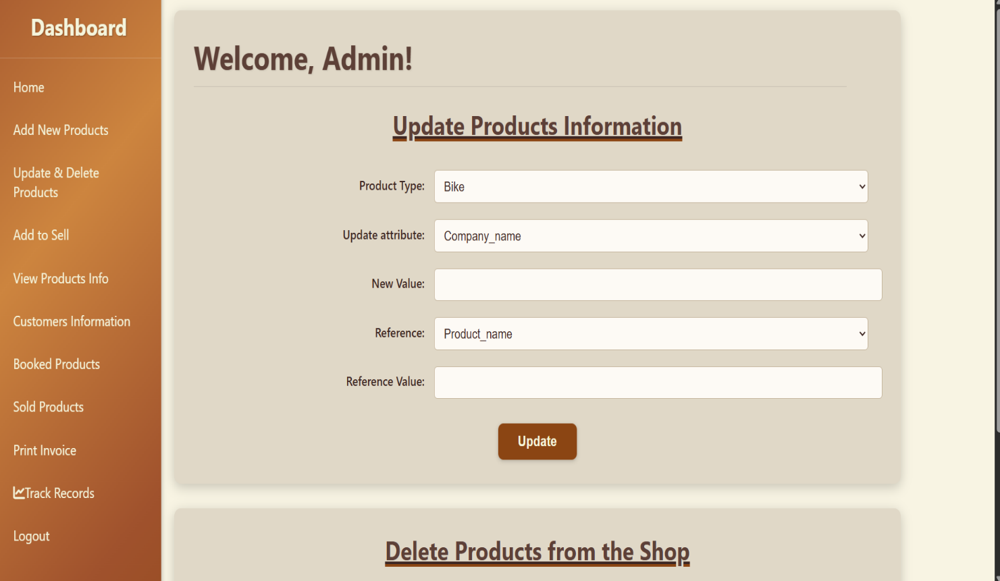 Dashboard
Home
Add New Products
Update & Delete
Products
Add to Sell
View Products Info
Customers Information
Booked Products
Sold Products
Print Invoice
Track Records
Logout
Welcome, Admin!
Update Products Information
Product Type: Bike
Update attribute: Company_name
New Value:
Reference: Product_name
Reference Value:
Update
Delete Products from the Shop